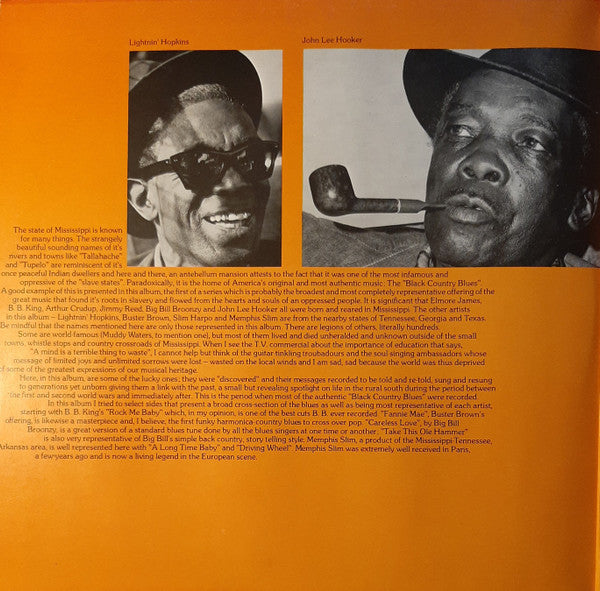 Lightnin' Hopkins
John Lee Hooker
The state of Mississippi is known
for many things. The strangely
beautiful sounding names of it's
rivers and towns like "Tallahache"
and "Tupelo" are reminiscent of it's
once peaceful Indian dwellers and here and there, an antebellum mansion attests to the fact that it was one of the most infamous and
oppressive of the "slave states". Paradoxically, it is the home of America's original and most authentic music. The "Black Country Blues".
A good example of this is presented in this album, the first of a series which is probably the broadest and most completely representative offering of the
great music that found it's roots in slavery and flowed from the hearts and souls of an oppressed people. It is significant that Elmore James,
B. B. King, Arthur Crudup, Jimmy Reed, Big Bill Broonzy and John Lee Hooker all were born and reared in Mississippi. The other artists
in this album – Lightnin' Hopkins, Buster Brown, Slim Harpo and Memphis Slim are from the nearby states of Tennessee, Georgia and Texas.
Be mindful that the names mentioned here are only those represented in this album. There are legions of others, literally hundreds.
Some are world famous (Muddy Waters, to mention one), but most of them lived and died unheralded and unknown outside of the small
towns, whistle stops and country crossroads of Mississippi. When I see the T.V. commercial about the importance of education that says,
"A mind is a terrible thing to waste", I cannot help but think of the guitar tinkling troubadours and the soul singing ambassadors whose
message of limited joys and unlimited sorrows were lost – wasted on the local winds and I am sad, sad because the world was thus deprived
of some of the greatest expressions of our musical heritage.
Here, in this album, are some of the lucky ones; they were "discovered" and their messages recorded to be told and re-told, sung and resung
to generations yet unborn giving them a link with the past, a small but revealing spotlight on life in the rural south during the period between
the first and second world wars and immediately after. This is the period when most of the authentic "Black Country Blues" were recorded.
In this album I tried to select sides that present a broad cross-section of the blues as well as being most representative of each artist,
starting with B. B. King's "Rock Me Baby" which, in my opinion, is one of the best cuts B. B. ever recorded. "Fannie Mae", Buster Brown's
offering, is likewise a masterpiece and, I believe, the first funky harmonica-country blues to cross over pop. "Careless Love", by Big Bill
Broonzy, is a great version of a standard blues tune done by all the blues singers at one time or another; "Take This Ole Hammer"
is also very representative of Big Bill's simple back country, story telling style. Memphis Slim, a product of the Mississippi-Tennessee,
Arkansas area, is well represented here with "A Long Time Baby" and "Driving Wheel". Memphis Slim was extremely well received in Paris,
a few years ago and is now a living legend in the European scene.